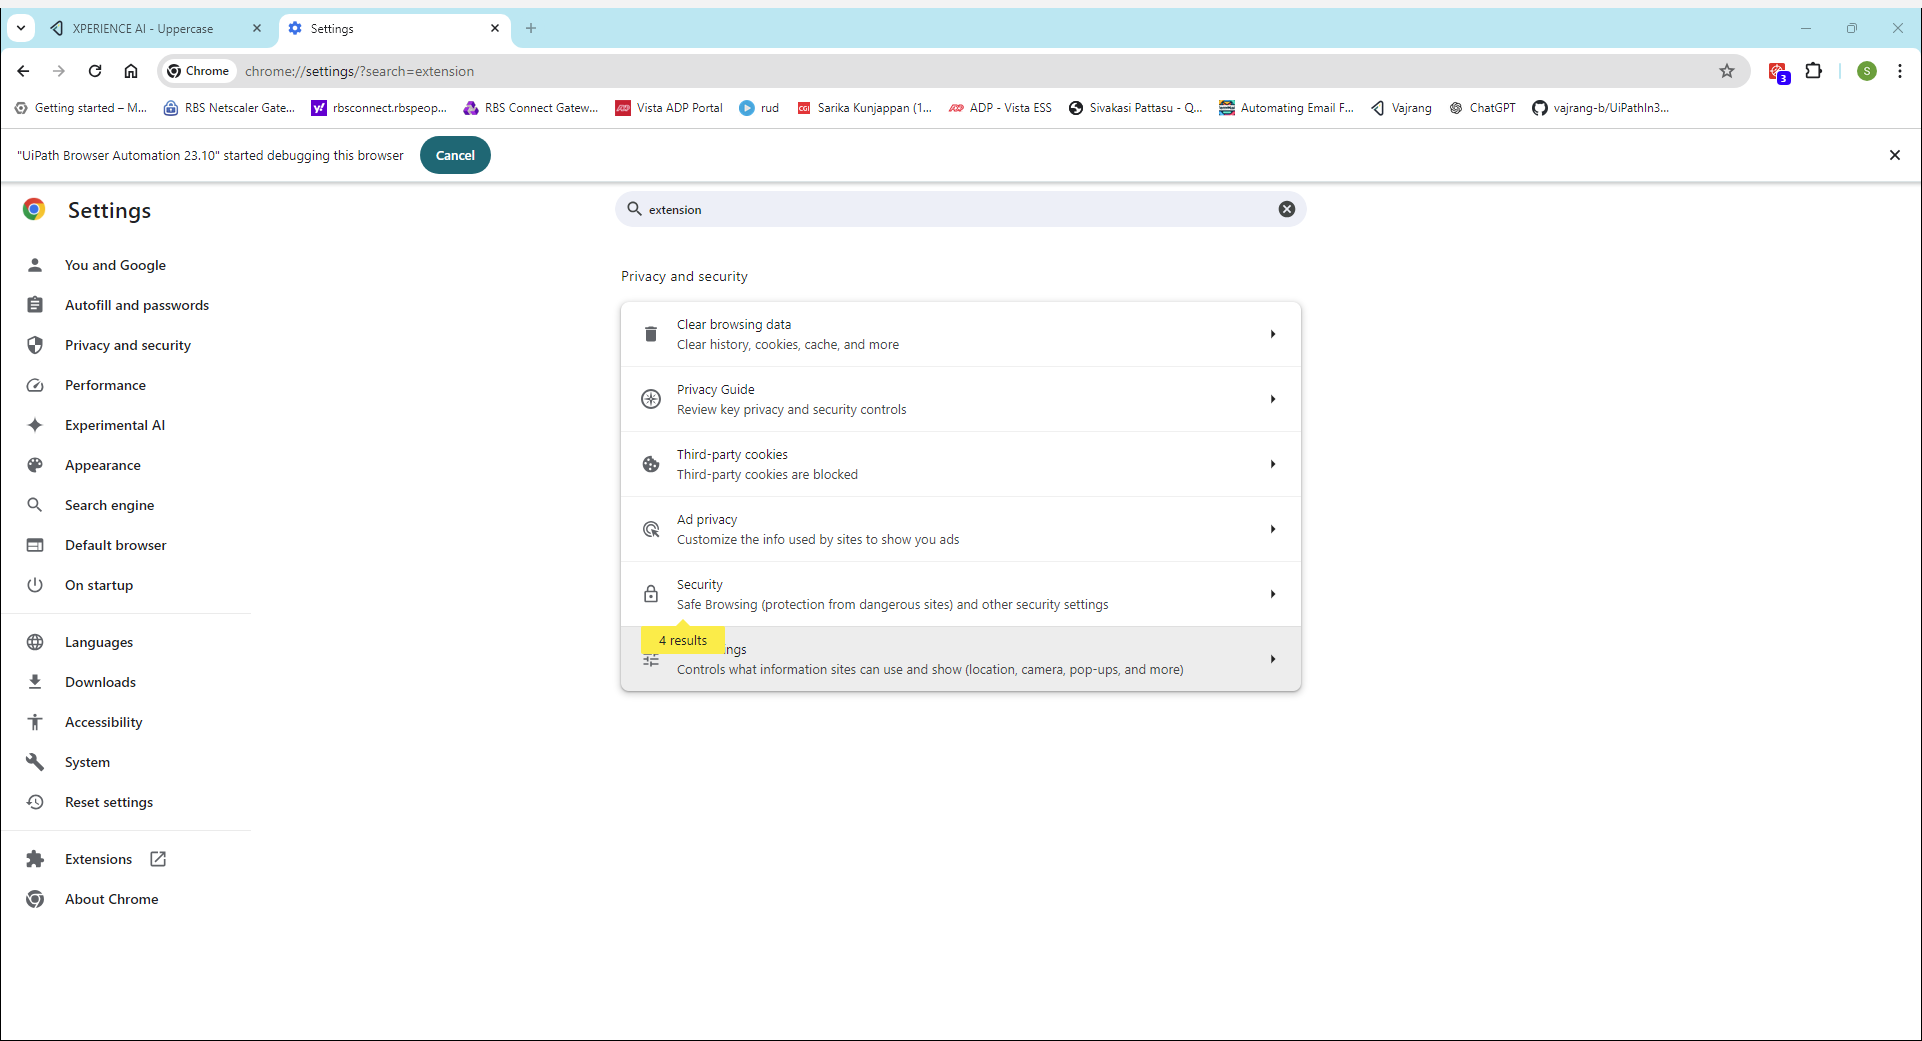 XPERIENCE AI - Uppercase
Settings
Chrome
chrome://settings/?search=extension
3
S
Getting started – M...
RBS Netscaler Gate...
rbsconnect.rbspeop...
RBS Connect Gatew...
Vista ADP Portal
rud
CGI
Sarika Kunjappan (1...
ADP - Vista ESS
Sivakasi Pattasu - Q...
Automating Email F...
Vajrang
ChatGPT
vajrang-b/UiPathIn3...
"UiPath Browser Automation 23.10" started debugging this browser
Cancel
Settings
extension
You and Google
Autofill and passwords
Privacy and security
Performance
Experimental AI
Appearance
Search engine
Default browser
On startup
Languages
Downloads
Accessibility
System
Reset settings
Extensions
About Chrome
Privacy and security
Clear browsing data
Clear history, cookies, cache, and more
Privacy Guide
Review key privacy and security controls
Third-party cookies
Third-party cookies are blocked
Ad privacy
Customize the info used by sites to show you ads
Security
Safe Browsing (protection from dangerous sites) and other security settings
4 results
ngs
Controls what information sites can use and show (location, camera, pop-ups, and more)